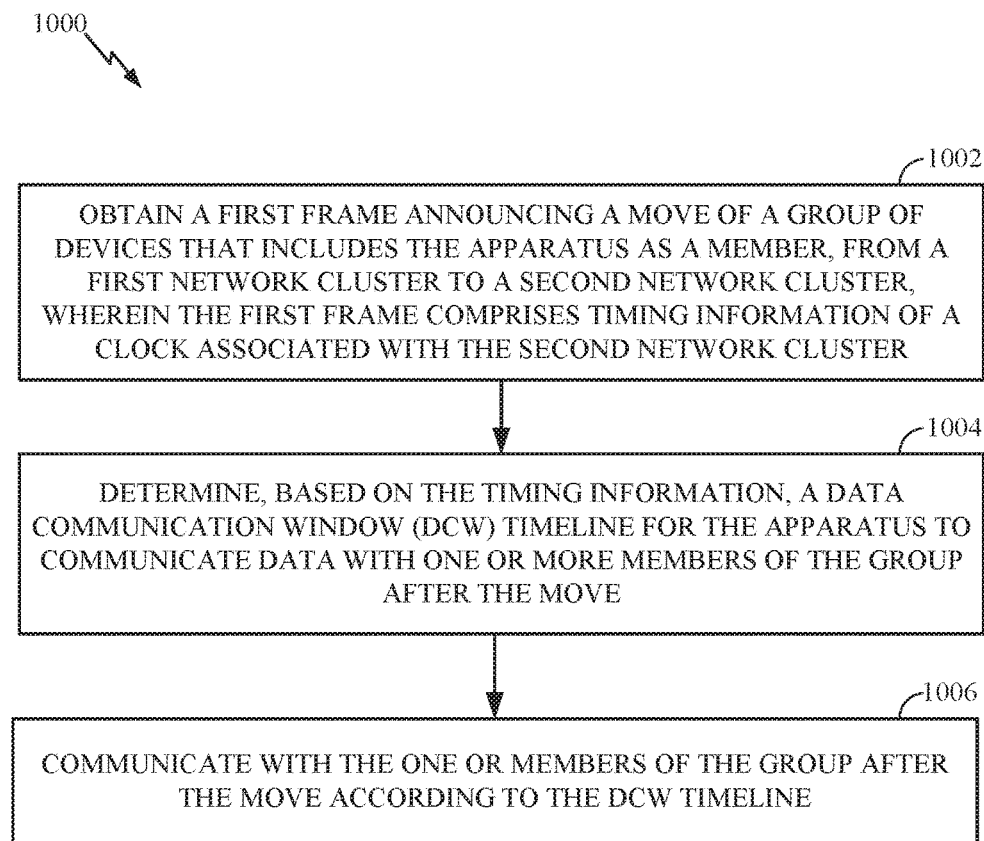 1000
1002
OBTAIN A FIRST FRAME ANNOUNCING A MOVE OF A GROUP OF
DEVICES THAT INCLUDES THE APPARATUS AS A MEMBER, FROM A
FIRST NETWORK CLUSTER TO A SECOND NETWORK CLUSTER,
WHEREIN THE FIRST FRAME COMPRISES TIMING INFORMATION OF A
CLOCK ASSOCIATED WITH THE SECOND NETWORK CLUSTER
1004
DETERMINE, BASED ON THE TIMING INFORMATION, A DATA
COMMUNICATION WINDOW (DCW) TIMELINE FOR THE APPARATUS TO
COMMUNICATE DATA WITH ONE OR MORE MEMBERS OF THE GROUP
AFTER THE MOVE
1006
COMMUNICATE WITH THE ONE OR MEMBERS OF THE GROUP AFTER
THE MOVE ACCORDING TO THE DCW TIMELINE